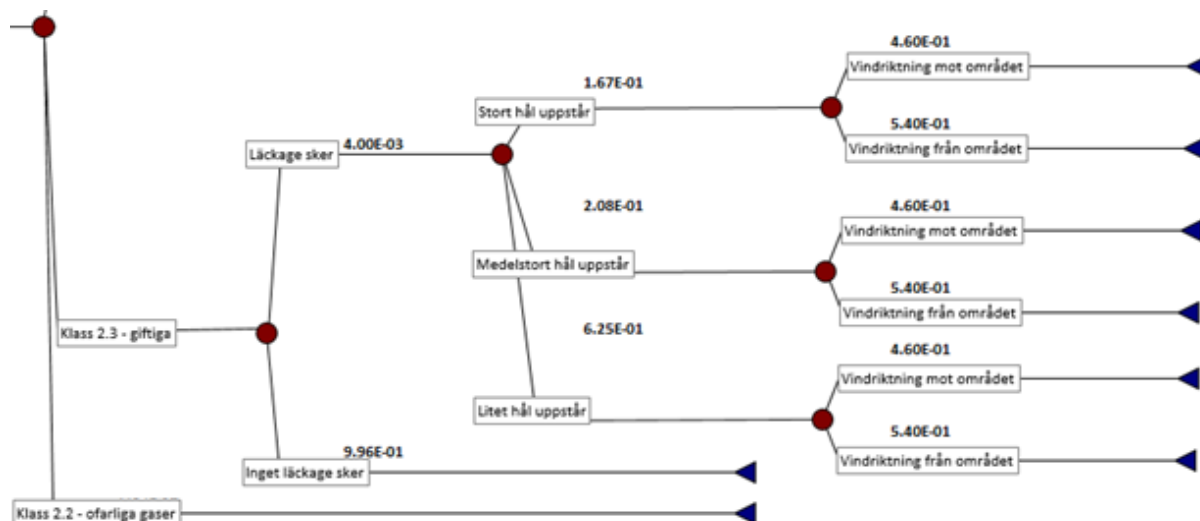 4.60E-01
Vindriktning mot området
1.67E-01
Stort hål uppstår
5.40E-01
Vindriktning från området
Läckage sker
4.00E-03
2.08E-01
4.60E-01
Vindriktning mot området
Medelstort hål uppstår
5.40E-01
Vindriktning från området
Klass 2.3 - giftiga
6.25E-01
4.60E-01
Vindriktning mot området
Litet hål uppstår
5.40E-01
Vindriktning från området
9.96E-01
Inget läckage sker
Klass 2.2 - ofarliga gaser